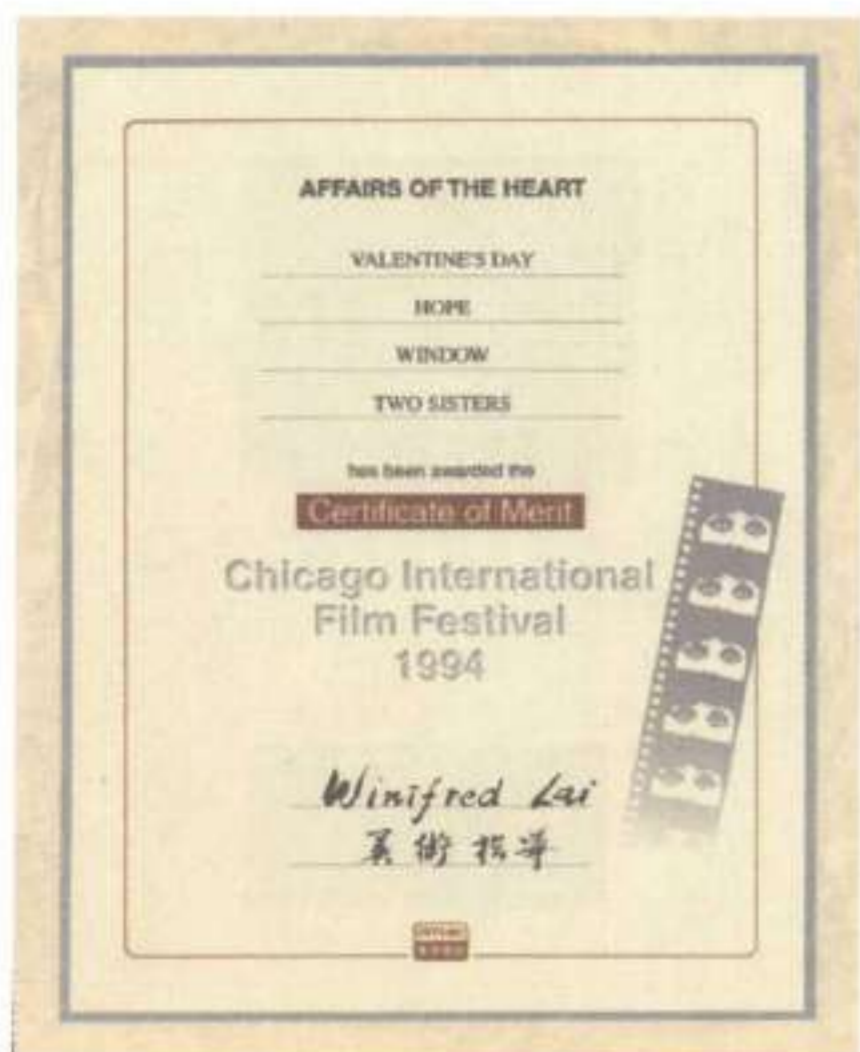 AFFAIRS OF THE HEART
VALENTINE'S DAY
HOPE
WINDOW
TWO SISTERS
has been awarded the
Certificate of Merit
Chicago International
Film Festival
1994
Winifred Lai
美術指導